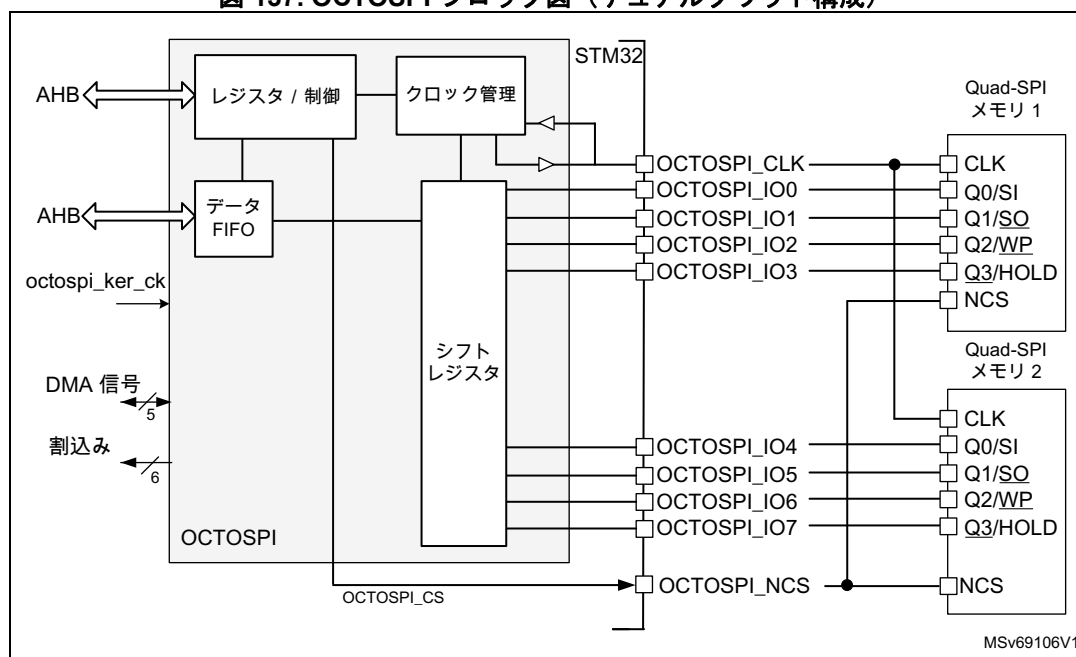 図 157. OCTOSPI ブロック図（デュアルクワッド構成）
STM32
AHB
レジスタ / 制御
クロック管理
Quad-SPI
メモリ 1
OCTOSPI_CLK
CLK
OCTOSPI_IO0
Q0/SI
AHB
データ
FIFO
OCTOSPI_IO1
Q1/SO
OCTOSPI_IO2
Q2/WP
OCTOSPI_IO3
Q3/HOLD
octospi_ker_ck
NCS
シフト
レジスタ
Quad-SPI
メモリ 2
DMA 信号
5
CLK
割込み
6
OCTOSPI_IO4
Q0/SI
OCTOSPI_IO5
Q1/SO
OCTOSPI_IO6
Q2/WP
OCTOSPI_IO7
Q3/HOLD
OCTOSPI
OCTOSPI_CS
OCTOSPI_NCS
NCS
MSv69106V1